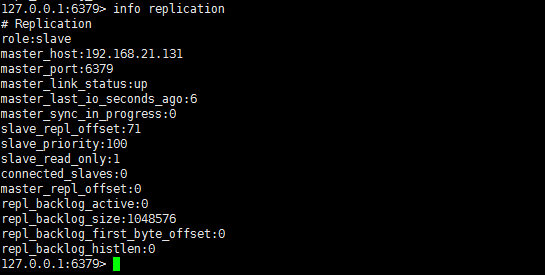 127.0.0.1:6379> info replication
# Replication
role:slave
master_host:192.168.21.131
master_port:6379
master_link_status:up
master_last_io_seconds_ago:6
master_sync_in_progress:0
slave_repl_offset:71
slave_priority:100
slave_read_only:1
connected_slaves:0
master_repl_offset:0
repl_backlog_active:0
repl_backlog_size:1048576
repl_backlog_first_byte_offset:0
repl_backlog_histlen:0
127.0.0.1:6379>